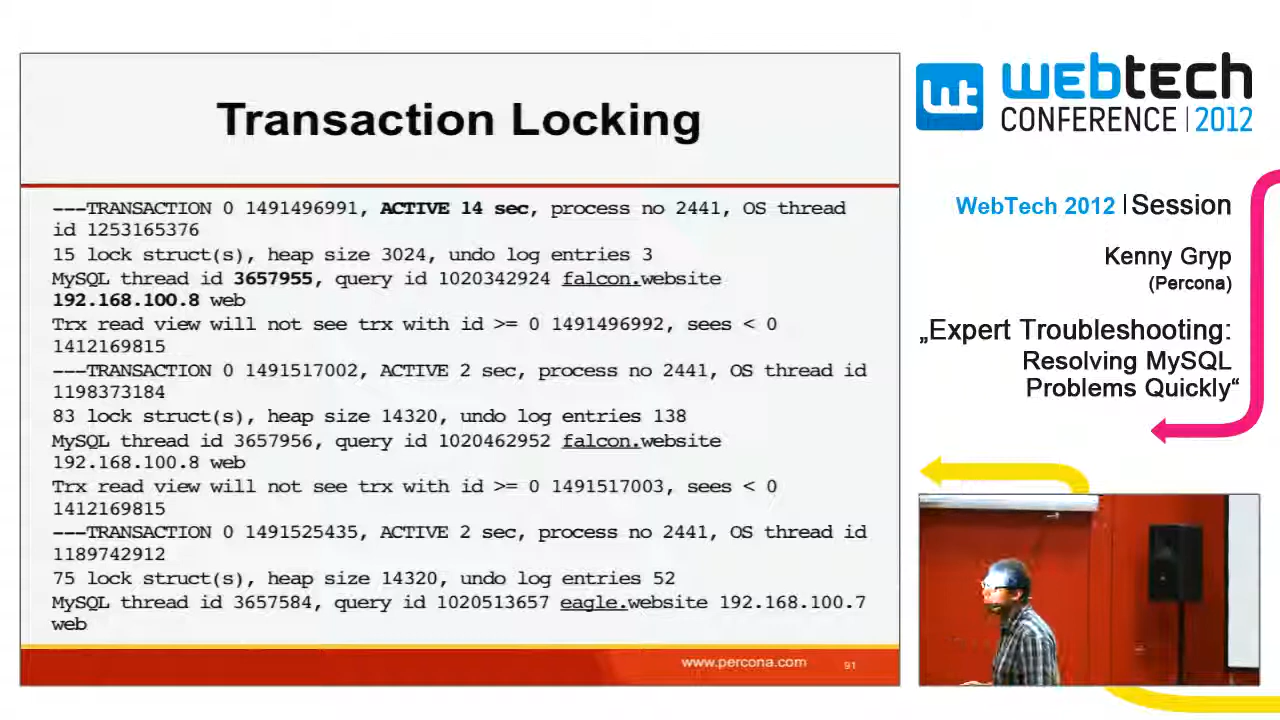 Transaction Locking
---TRANSACTION 0 1491496991, ACTIVE 14 sec, process no 2441, OS thread
id 1253165376
15 lock struct(s), heap size 3024, undo log entries 3
MySQL thread id 3657955, query id 1020342924 falcon.website
192.168.100.8 web
Trx read view will not see trx with id >= 0 1491496992, sees < 0
1412169815
---TRANSACTION 0 1491517002, ACTIVE 2 sec, process no 2441, OS thread id
1198373184
83 lock struct(s), heap size 14320, undo log entries 138
MySQL thread id 3657956, query id 1020462952 falcon.website
192.168.100.8 web
Trx read view will not see trx with id >= 0 1491517003, sees < 0
1412169815
---TRANSACTION 0 1491525435, ACTIVE 2 sec, process no 2441, OS thread id
1189742912
75 lock struct(s), heap size 14320, undo log entries 52
MySQL thread id 3657584, query id 1020513657 eagle.website 192.168.100.7
web
www.percona.com 91
wt webtech
CONFERENCE | 2012
WebTech 2012 | Session
Kenny Gryp
(Percona)
„Expert Troubleshooting:
Resolving MySQL
Problems Quickly“